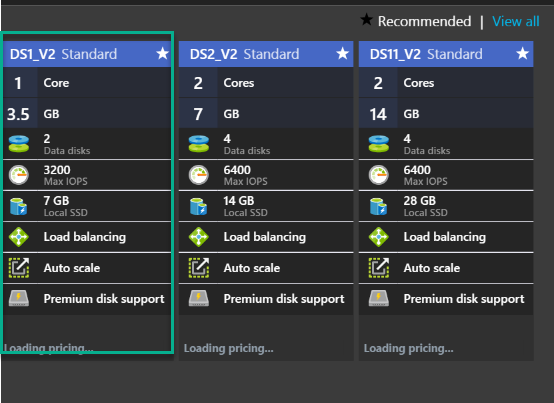 ★ Recommended | View all
DS1_V2 Standard ★
1 Core
3.5 GB
2
Data disks
3200
Max IOPS
7 GB
Local SSD
Load balancing
Auto scale
Premium disk support
Loading pricing...
DS2_V2 Standard ★
2 Cores
7 GB
4
Data disks
6400
Max IOPS
14 GB
Local SSD
Load balancing
Auto scale
Premium disk support
Loading pricing...
DS11_V2 Standard ★
2 Cores
14 GB
4
Data disks
6400
Max IOPS
28 GB
Local SSD
Load balancing
Auto scale
Premium disk support
Loading pricing...